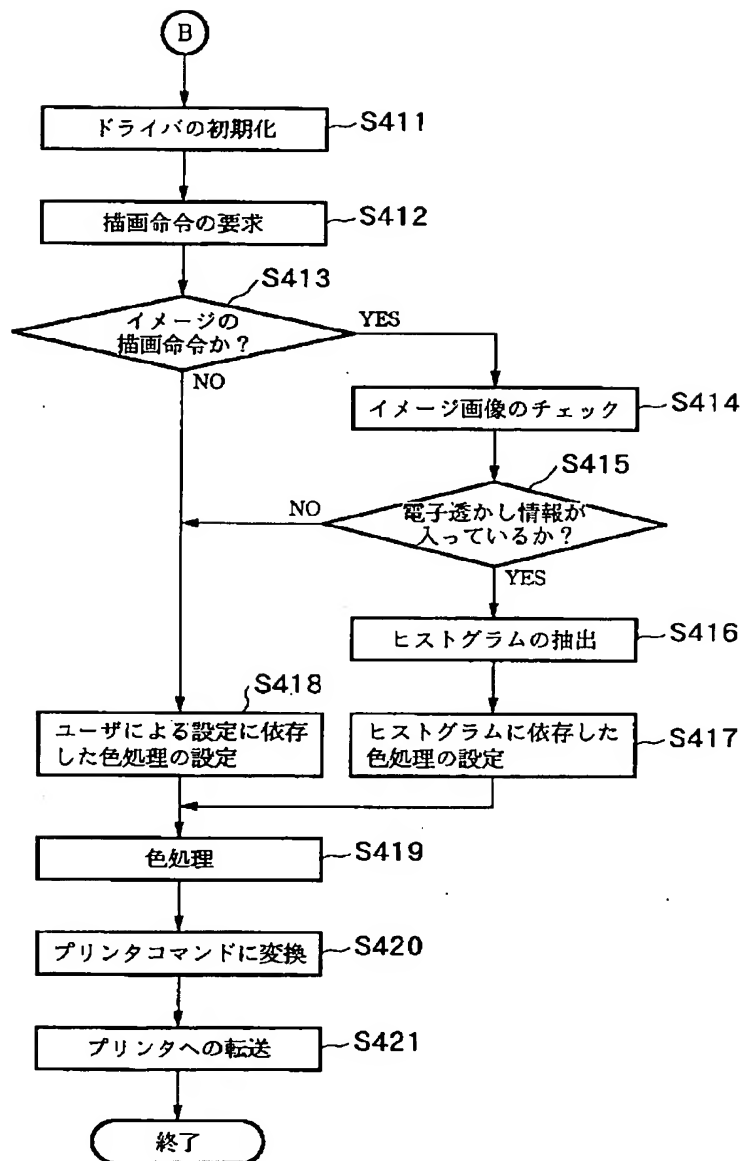 B
ドライバの初期化
S411
描画命令の要求
S412
S413
イメージの
描画命令か?
YES
NO
イメージ画像のチェック
S414
S415
電子透かし情報が
入っているか?
NO
YES
ヒストグラムの抽出
S416
S418
ユーザによる設定に依存
した色処理の設定
ヒストグラムに依存した
色処理の設定
S417
色処理
S419
プリンタコマンドに変換
S420
プリンタへの転送
S421
終了